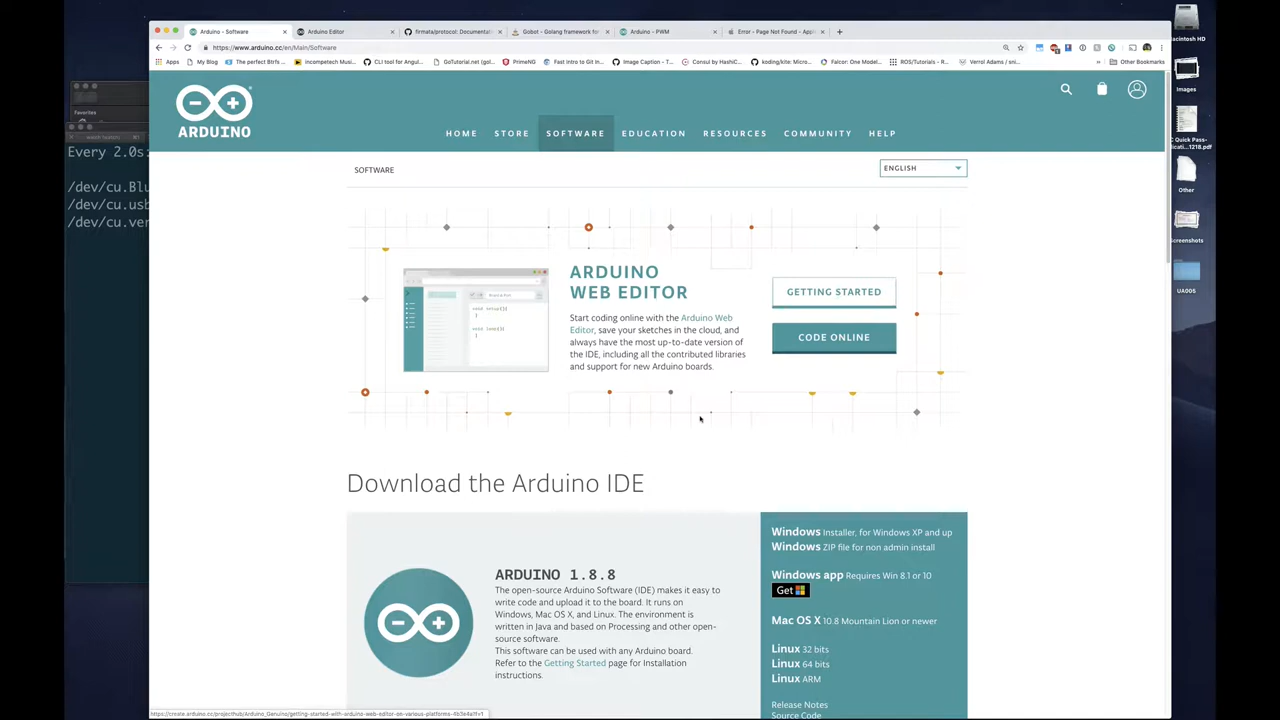 Arduino - Software
Arduino Editor
firmata/protocol: Documentat
Gobot - Golang framework for
Arduino - PWM
Error - Page Not Found - Appl
https://www.arduino.cc/en/Main/Software
Apps
My Blog
The perfect Btrfs
incompetech Mus...
CLI tool for Angul...
GoTutorial.net (gol...
PrimeNG
Fast Intro to Git In...
Image Caption - T...
Consul by HashiC...
koding/kite: Micro...
Falcor: One Model...
ROS/Tutorials - R...
Verrol Adams / sni...
Other Bookmarks
Favorites
Every 2.0s:
/dev/cu.Blu
/dev/cu.usb
/dev/cu.ver
ARDUINO
HOME
STORE
SOFTWARE
EDUCATION
RESOURCES
COMMUNITY
HELP
SOFTWARE
ENGLISH
ARDUINO
WEB EDITOR
Start coding online with the Arduino Web
Editor, save your sketches in the cloud, and
always have the most up-to-date version of
the IDE, including all the contributed libraries
and support for new Arduino boards.
void setup(){
}
void loop(){
}
GETTING STARTED
CODE ONLINE
Download the Arduino IDE
ARDUINO 1.8.8
The open-source Arduino Software (IDE) makes it easy to
write code and upload it to the board. It runs on
Windows, Mac OS X, and Linux. The environment is
written in Java and based on Processing and other open-
source software.
This software can be used with any Arduino board.
Refer to the Getting Started page for Installation
instructions.
Windows Installer, for Windows XP and up
Windows ZIP file for non admin install
Windows app Requires Win 8.1 or 10
Get
Mac OS X 10.8 Mountain Lion or newer
Linux 32 bits
Linux 64 bits
Linux ARM
Release Notes
Source Code
Macintosh HD
Images
C Quick Pass-
1218.pdf
Other
Screenshots
UA005